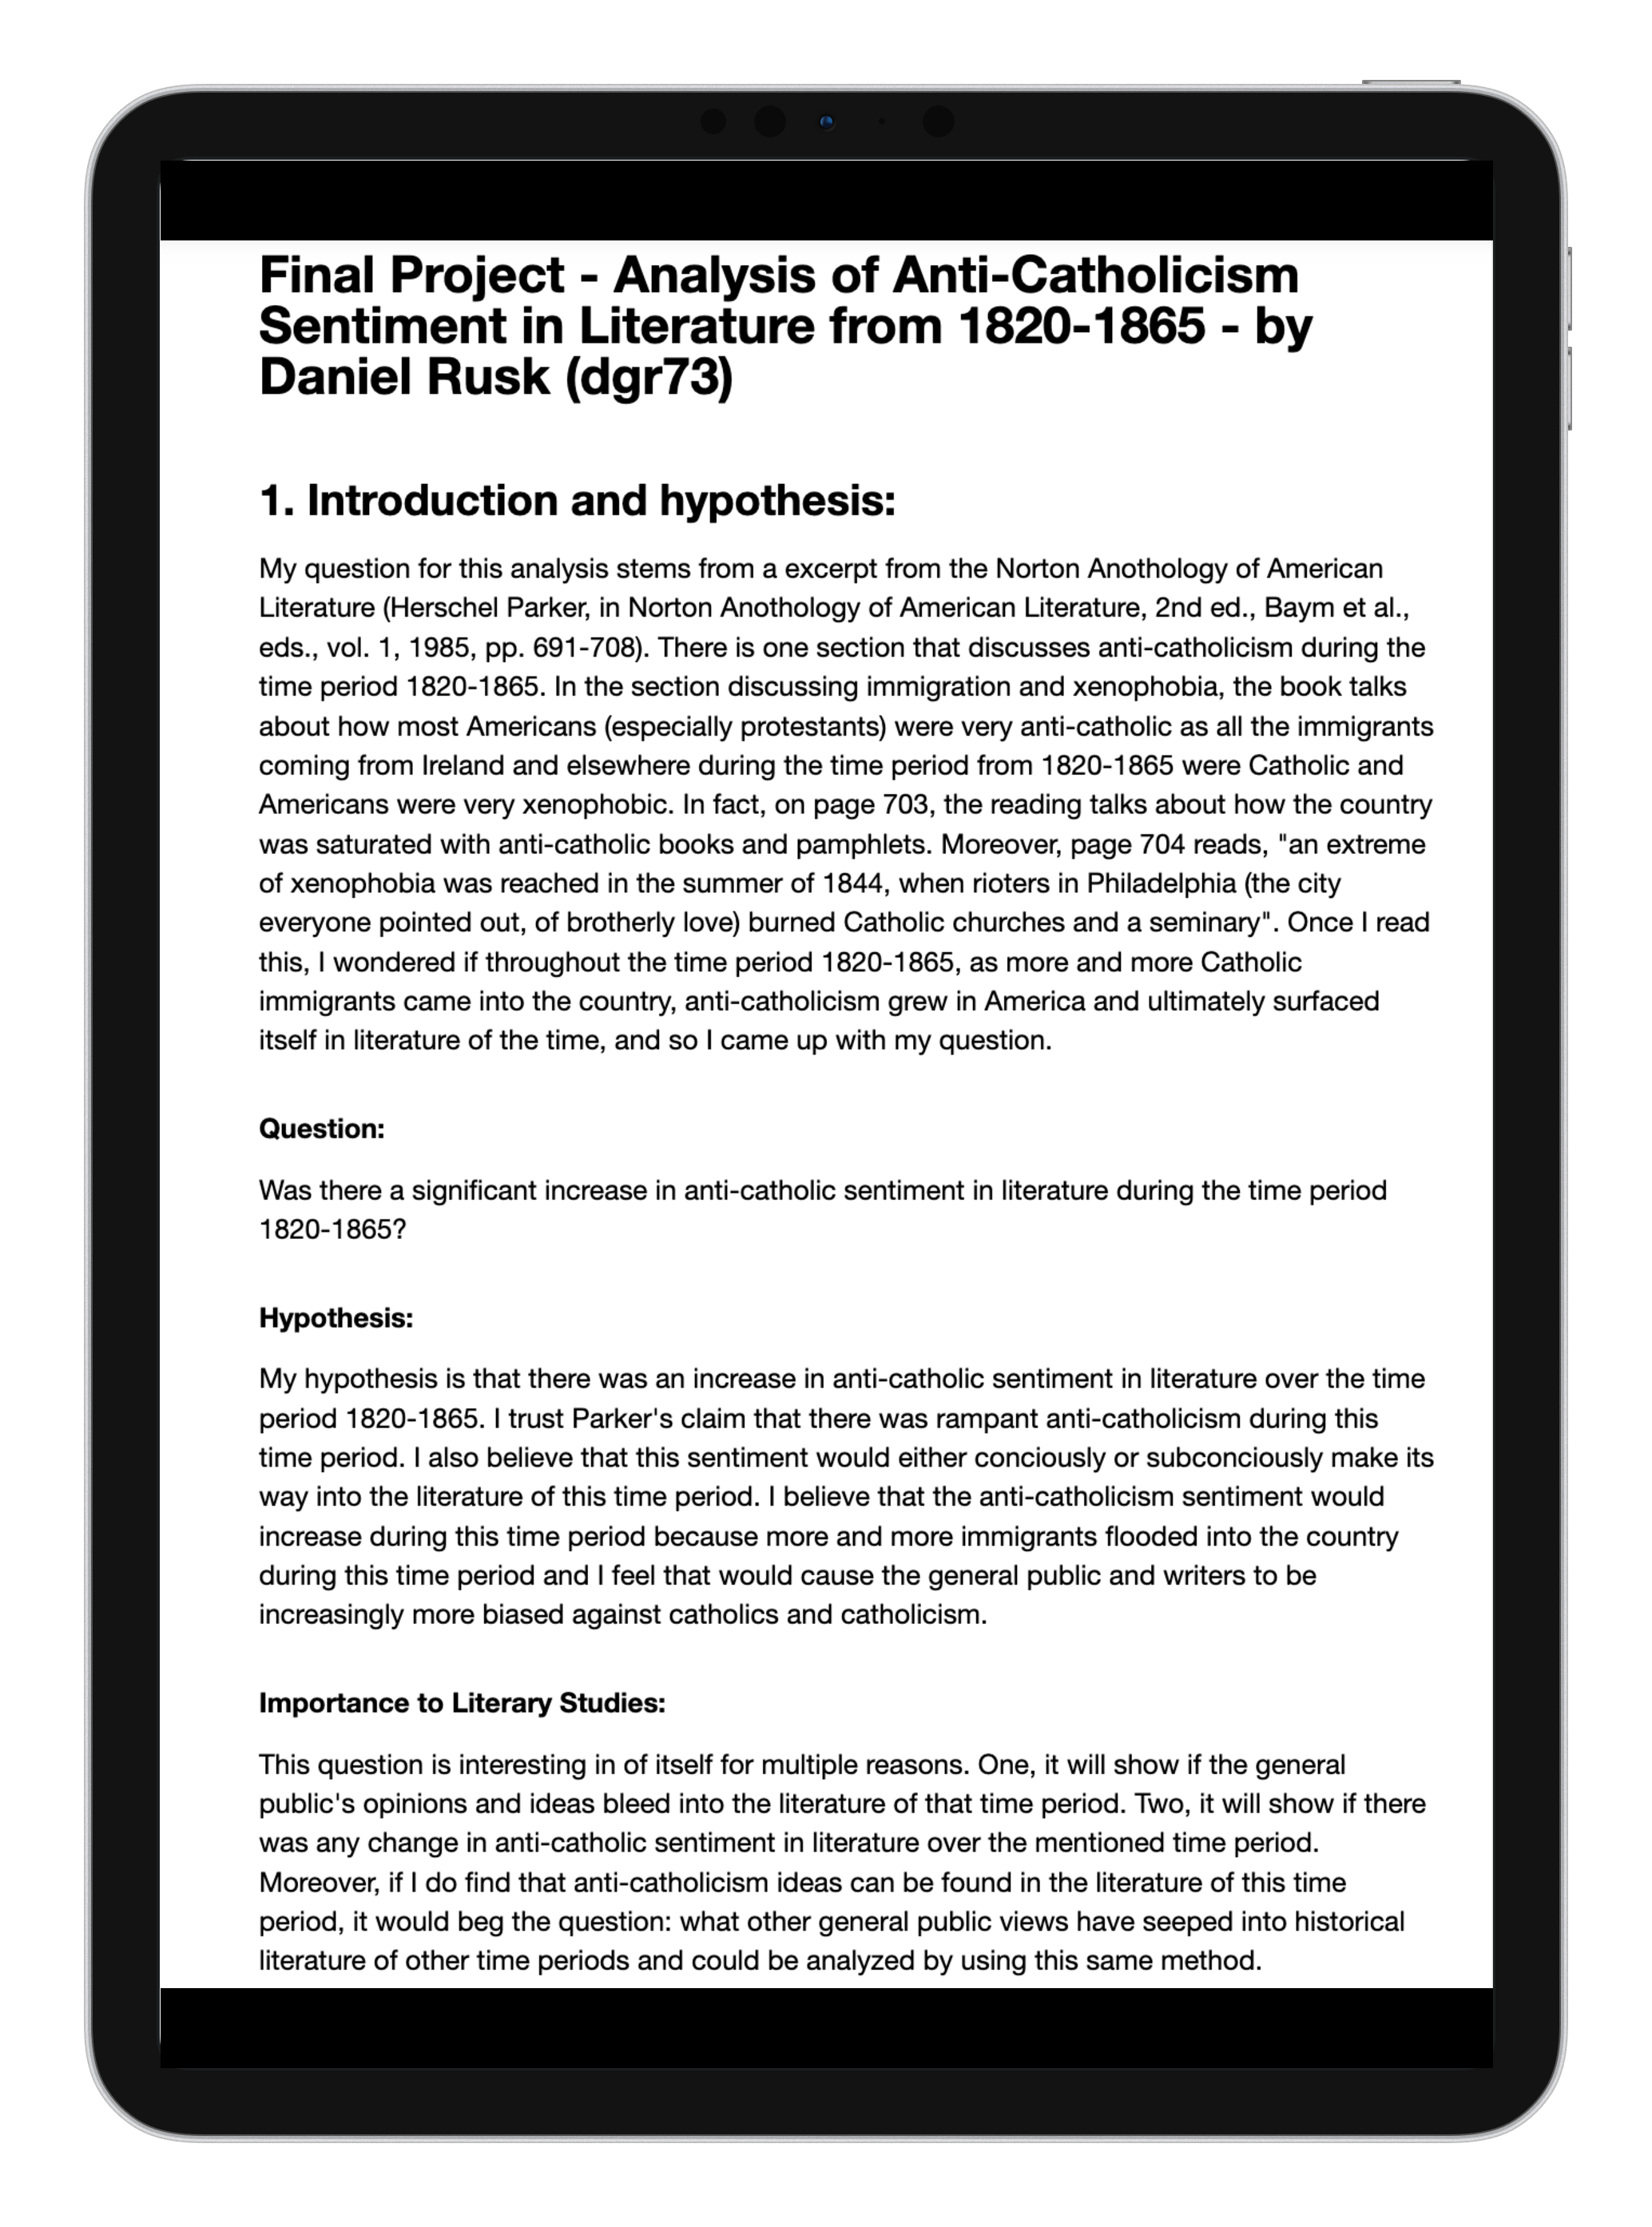 Final Project - Analysis of Anti-Catholicism
Sentiment in Literature from 1820-1865 - by
Daniel Rusk (dgr73)
1. Introduction and hypothesis:
My question for this analysis stems from a excerpt from the Norton Anothology of American
Literature (Herschel Parker, in Norton Anothology of American Literature, 2nd ed., Baym et al.,
eds., vol. 1, 1985, pp. 691-708). There is one section that discusses anti-catholicism during the
time period 1820-1865. In the section discussing immigration and xenophobia, the book talks
about how most Americans (especially protestants) were very anti-catholic as all the immigrants
coming from Ireland and elsewhere during the time period from 1820-1865 were Catholic and
Americans were very xenophobic. In fact, on page 703, the reading talks about how the country
was saturated with anti-catholic books and pamphlets. Moreover, page 704 reads, "an extreme
of xenophobia was reached in the summer of 1844, when rioters in Philadelphia (the city
everyone pointed out, of brotherly love) burned Catholic churches and a seminary". Once I read
this, I wondered if throughout the time period 1820-1865, as more and more Catholic
immigrants came into the country, anti-catholicism grew in America and ultimately surfaced
itself in literature of the time, and so I came up with my question.
Question:
Was there a significant increase in anti-catholic sentiment in literature during the time period
1820-1865?
Hypothesis:
My hypothesis is that there was an increase in anti-catholic sentiment in literature over the time
period 1820-1865. I trust Parker's claim that there was rampant anti-catholicism during this
time period. I also believe that this sentiment would either conciously or subconciously make its
way into the literature of this time period. I believe that the anti-catholicism sentiment would
increase during this time period because more and more immigrants flooded into the country
during this time period and I feel that would cause the general public and writers to be
increasingly more biased against catholics and catholicism.
Importance to Literary Studies:
This question is interesting in of itself for multiple reasons. One, it will show if the general
public's opinions and ideas bleed into the literature of that time period. Two, it will show if there
was any change in anti-catholic sentiment in literature over the mentioned time period.
Moreover, if I do find that anti-catholicism ideas can be found in the literature of this time
period, it would beg the question: what other general public views have seeped into historical
literature of other time periods and could be analyzed by using this same method.